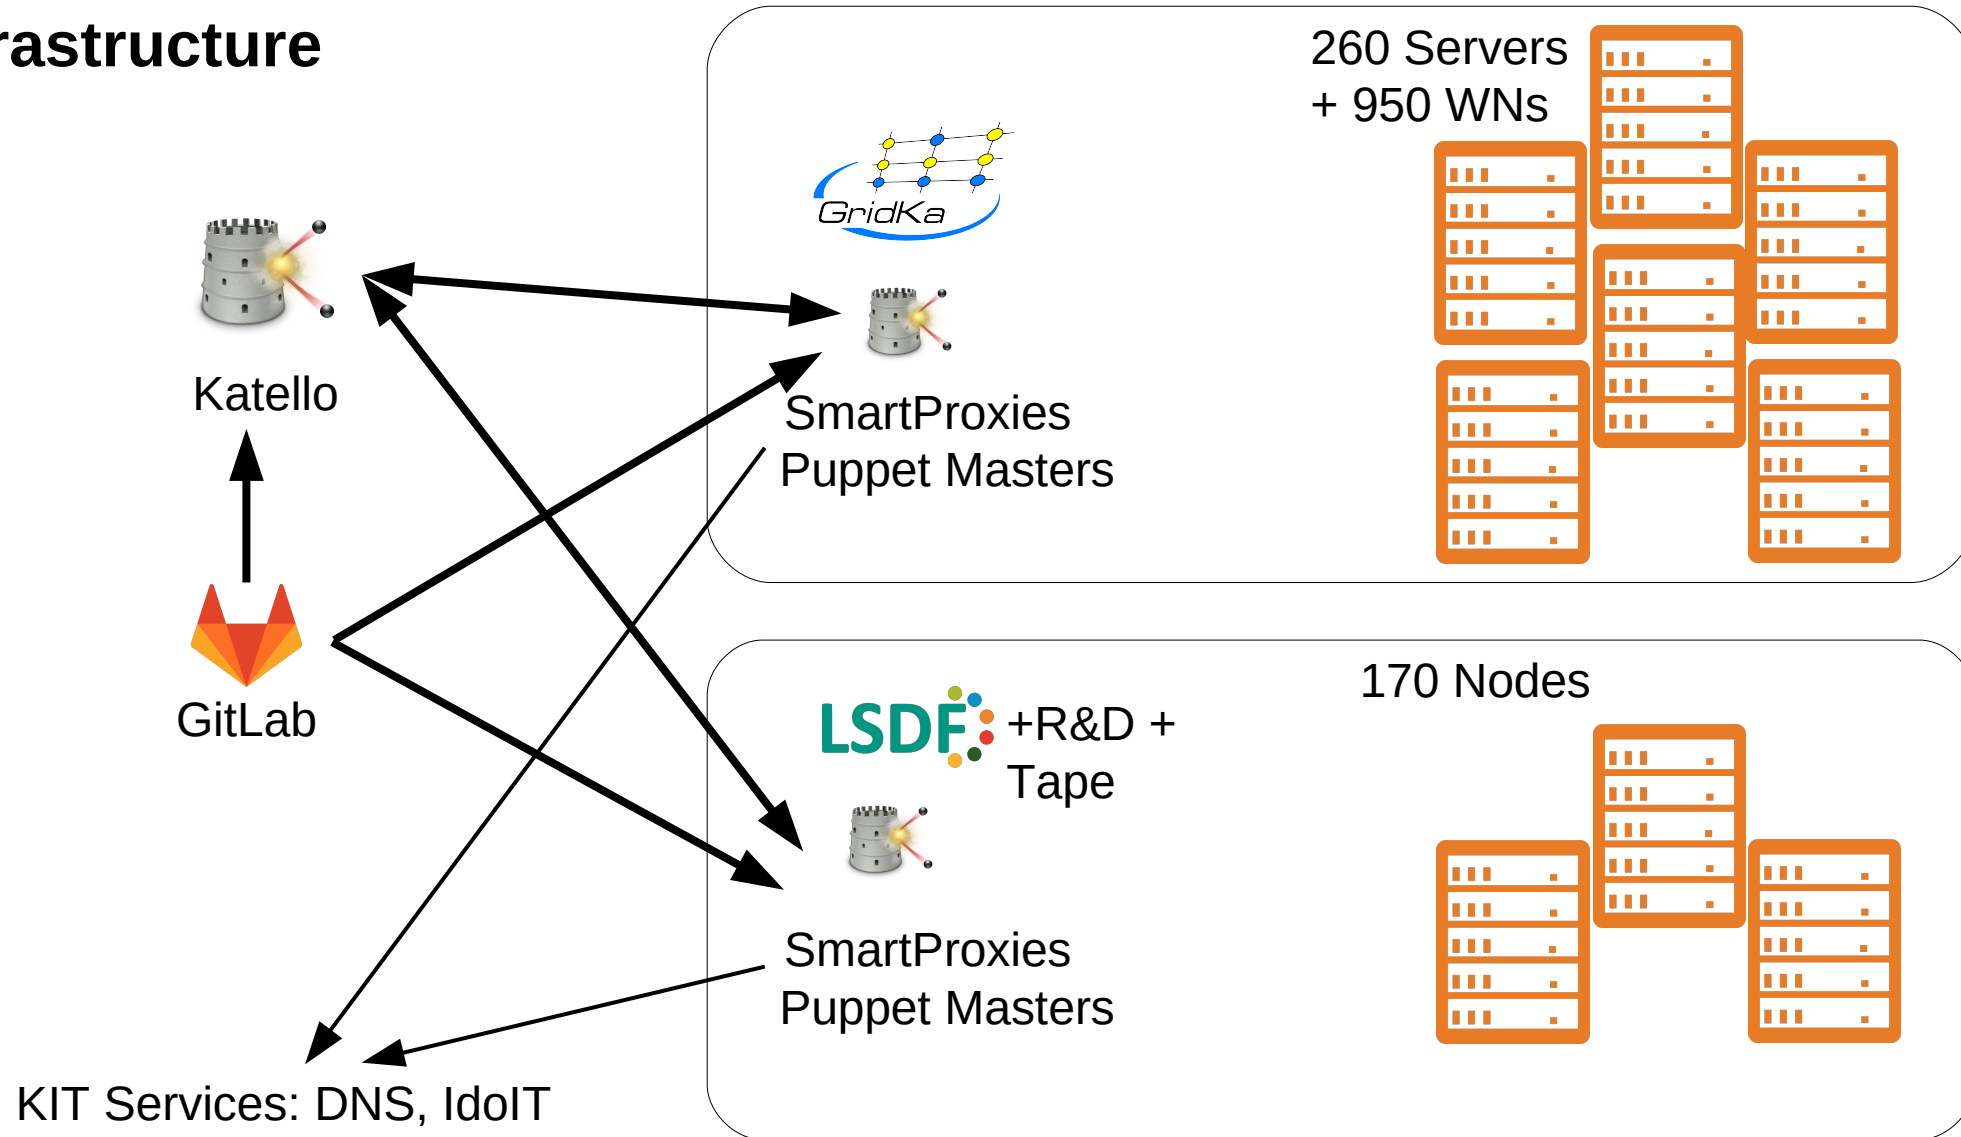 rastructure
260 Servers
+ 950 WNs
GridKa
Katello
SmartProxies
Puppet Masters
GitLab
170 Nodes
LSDF +R&D +
Tape
SmartProxies
Puppet Masters
KIT Services: DNS, IdoIT